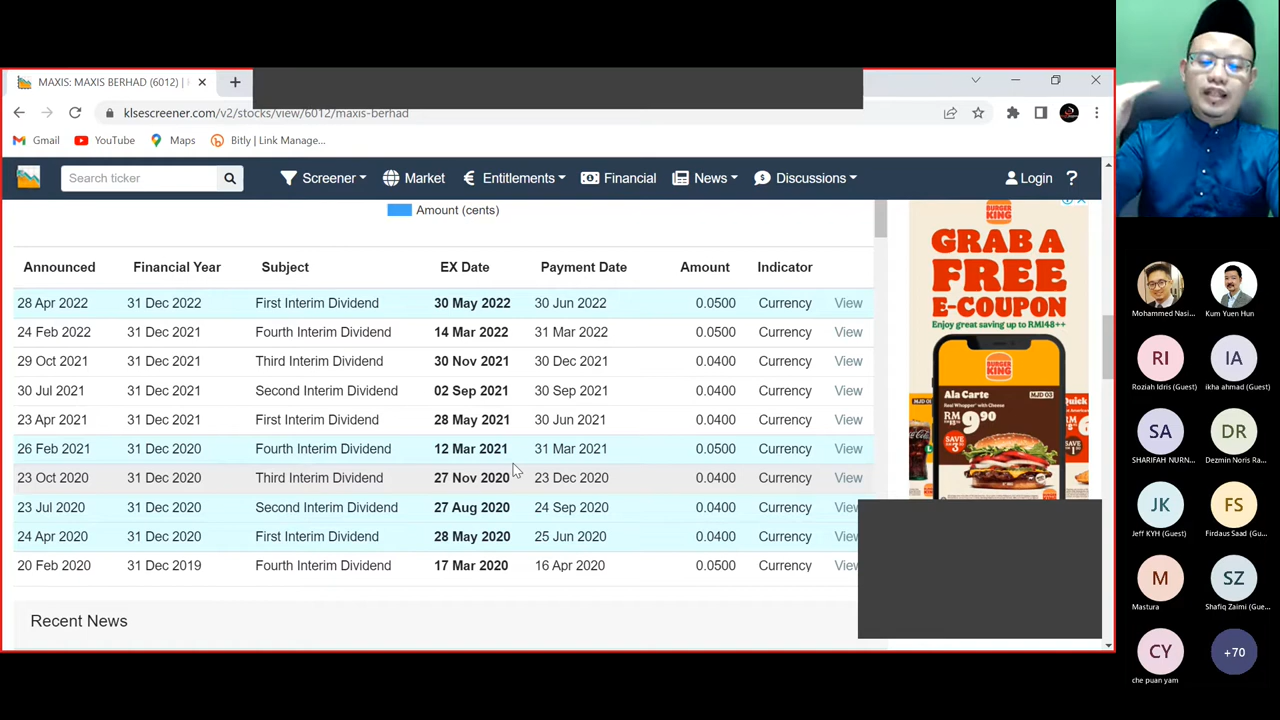 MAXIS: MAXIS BERHAD (6012) |
klsescreener.com/v2/stocks/view/6012/maxis-berhad
Gmail YouTube Maps Bitly | Link Manage...
Search ticker Screener Market Entitlements Financial News Discussions Login ?
Amount (cents)
Announced Financial Year Subject EX Date Payment Date Amount Indicator
28 Apr 2022 31 Dec 2022 First Interim Dividend 30 May 2022 30 Jun 2022 0.0500 Currency View
24 Feb 2022 31 Dec 2021 Fourth Interim Dividend 14 Mar 2022 31 Mar 2022 0.0500 Currency View
29 Oct 2021 31 Dec 2021 Third Interim Dividend 30 Nov 2021 30 Dec 2021 0.0400 Currency View
30 Jul 2021 31 Dec 2021 Second Interim Dividend 02 Sep 2021 30 Sep 2021 0.0400 Currency View
23 Apr 2021 31 Dec 2021 First Interim Dividend 28 May 2021 30 Jun 2021 0.0400 Currency View
26 Feb 2021 31 Dec 2020 Fourth Interim Dividend 12 Mar 2021 31 Mar 2021 0.0500 Currency View
23 Oct 2020 31 Dec 2020 Third Interim Dividend 27 Nov 2020 23 Dec 2020 0.0400 Currency View
23 Jul 2020 31 Dec 2020 Second Interim Dividend 27 Aug 2020 24 Sep 2020 0.0400 Currency
24 Apr 2020 31 Dec 2020 First Interim Dividend 28 May 2020 25 Jun 2020 0.0400 Currency
20 Feb 2020 31 Dec 2019 Fourth Interim Dividend 17 Mar 2020 16 Apr 2020 0.0500 Currency
Recent News
BURGER
KING
GRAB A
FREE
E-COUPON
Enjoy great saving up to RM148++
Ala Carte
MJD 03
Real Whopper with Cheese
RM
9.90
SAVE
Mohammed Nasi... Kum Yuen Hun
RI IA
Roziah Idris (Guest) ikha ahmad (Guest)
SA DR
SHARIFAH NURN... Dezmin Noris Ra...
JK FS
Jeff KYH (Guest) Firdaus Saad (Gu...
M SZ
Mastura Shafiq Zaimi (Gue...
CY +70
che puan yam